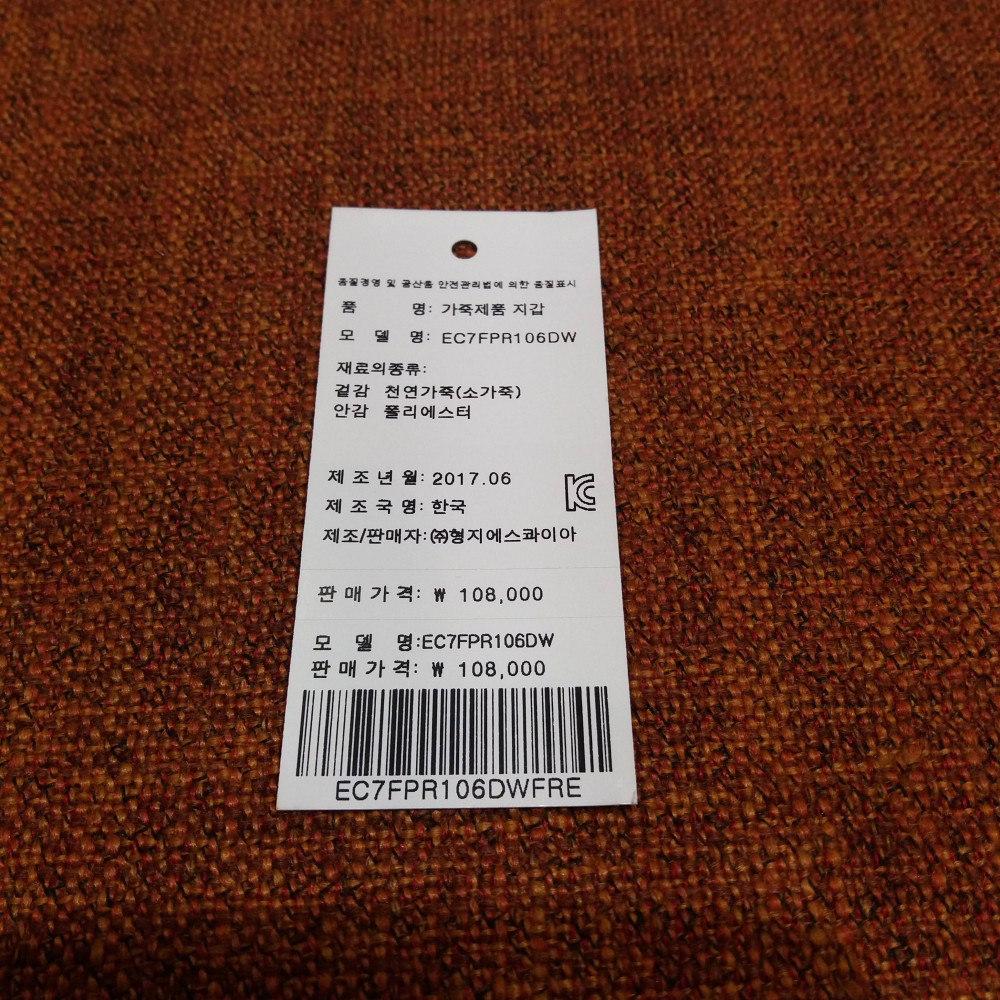 품질경영 및 공산품 안전관리법에 의한 품질표시
품 명: 가죽제품 지갑
모 델 명: EC7FPR106DW
재료의종류:
겉감 천연가죽(소가죽)
안감 폴리에스터
제 조 년 월: 2017.06
제 조 국 명: 한국
제조/판매자:㈜형지에스콰이아
판 매 가 격: ₩ 108,000
모 델 명:EC7FPR106DW
판 매 가 격: ₩ 108,000
EC7FPR106DWFRE